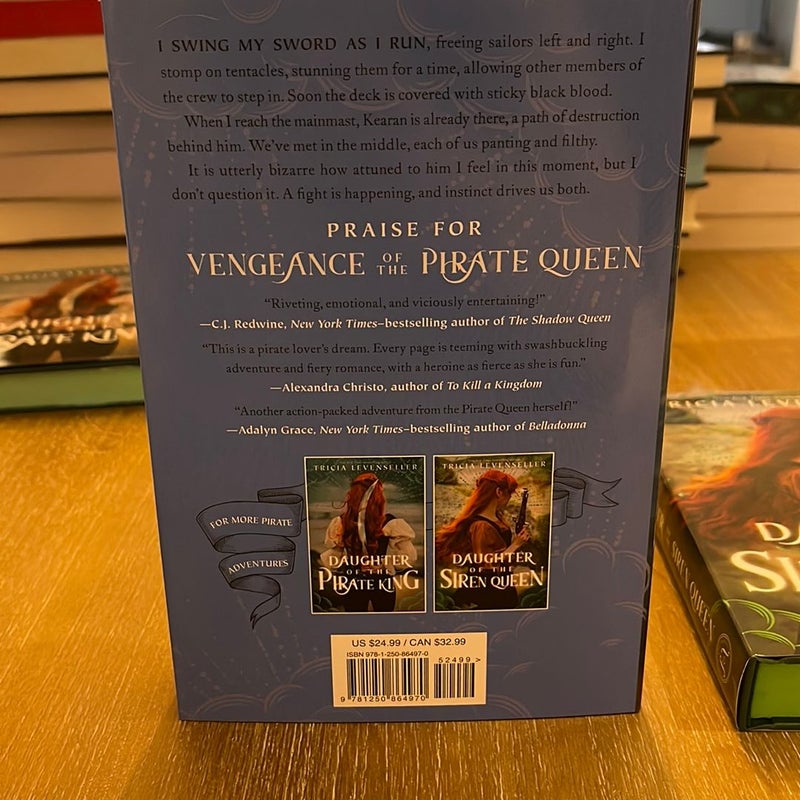 I SWING MY SWORD AS I RUN, freeing sailors left and right. I
stomp on tentacles, stunning them for a time, allowing other members of
the crew to step in. Soon the deck is covered with sticky black blood.
When I reach the mainmast, Kearan is already there, a path of destruction
behind him. We've met in the middle, each of us panting and filthy.
It is utterly bizarre how attuned to him I feel in this moment, but I
don't question it. A fight is happening, and instinct drives us both.
PRAISE FOR
VENGEANCE OF THE PIRATE QUEEN
"Riveting, emotional, and viciously entertaining!"
—C.J. Redwine, New York Times–bestselling author of The Shadow Queen
"This is a pirate lover's dream. Every page is teeming with swashbuckling
adventure and fiery romance, with a heroine as fierce as she is fun."
—Alexandra Christo, author of To Kill a Kingdom
"Another action-packed adventure from the Pirate Queen herself!"
—Adalyn Grace, New York Times–bestselling author of Belladonna
FOR MORE PIRATE
ADVENTURES
TRICIA LEVENSELLER
DAUGHTER
OF THE
PIRATE KING
TRICIA LEVENSELLER
DAUGHTER
OF THE
SIREN QUEEN
US $24.99 / CAN $32.99
ISBN 978-1-250-86497-0
52499>
9 781250 864970